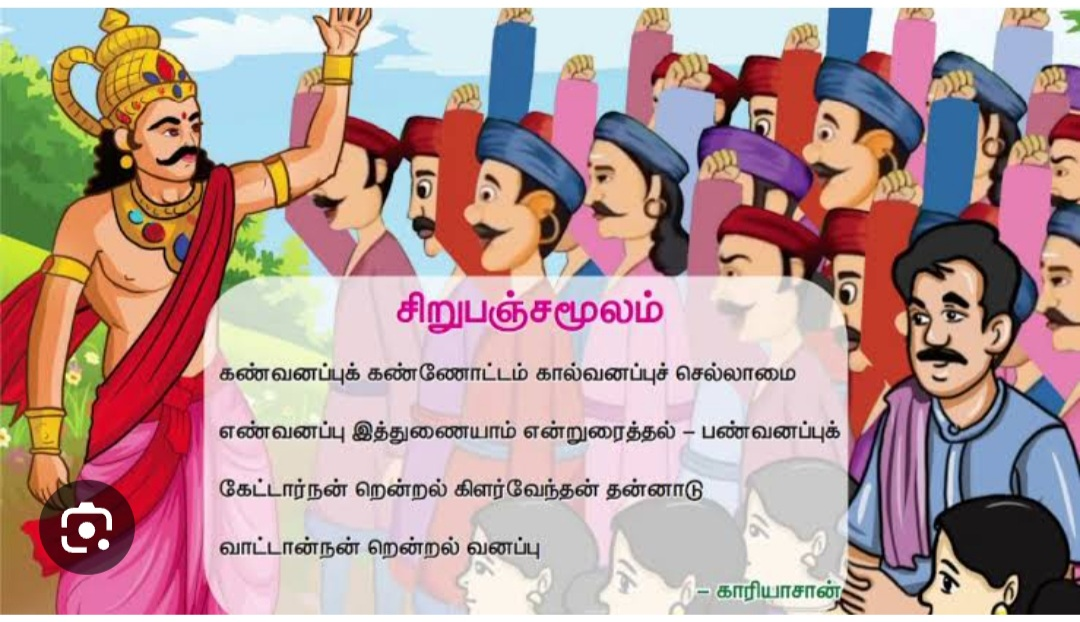 சிறுபஞ்சமூலம்
கண்வனப்புக் கண்ணோட்டம் கால்வனப்புச் செல்லாமை
எண்வனப்பு இத்துணையாம் என்றுரைத்தல் – பண்வனப்புக்
கேட்டார்நன் றென்றல் கிளர்வேந்தன் தன்னாடு
வாட்டான்நன் றென்றல் வனப்பு
– காரியாசான்